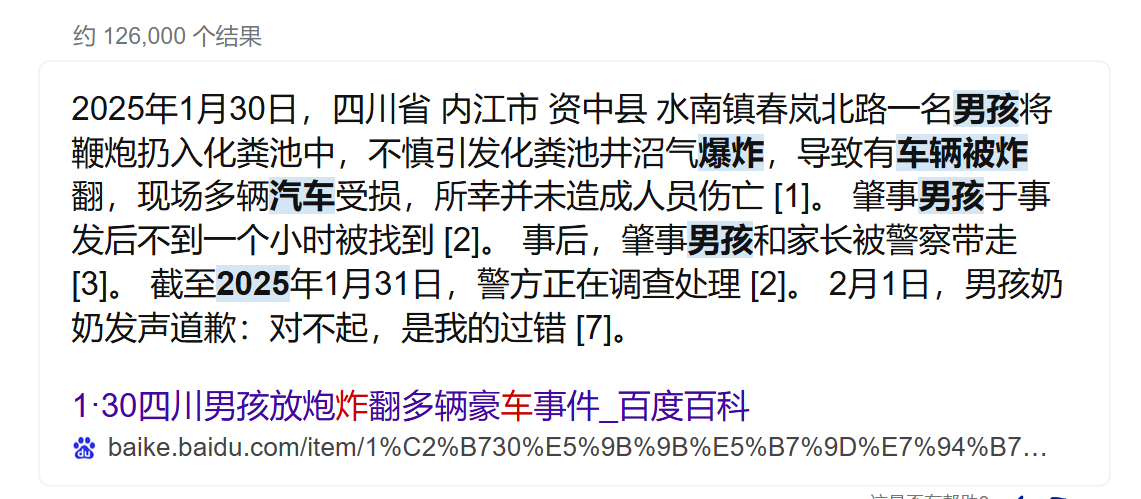 约 126,000 个结果
2025年1月30日，四川省 内江市 资中县 水南镇春岚北路一名男孩将
鞭炮扔入化粪池中，不慎引发化粪池井沼气爆炸，导致有车辆被炸
翻，现场多辆汽车受损，所幸并未造成人员伤亡 [1]。 肇事男孩于事
发后不到一个小时被找到 [2]。 事后，肇事男孩和家长被警察带走
[3]。 截至2025年1月31日，警方正在调查处理 [2]。 2月1日，男孩奶
奶发声道歉：对不起，是我的过错 [7]。
1·30四川男孩放炮炸翻多辆豪车事件_百度百科
baike.baidu.com/item/1%C2%B730%E5%9B%9B%E5%B7%9D%E7%94%B7...